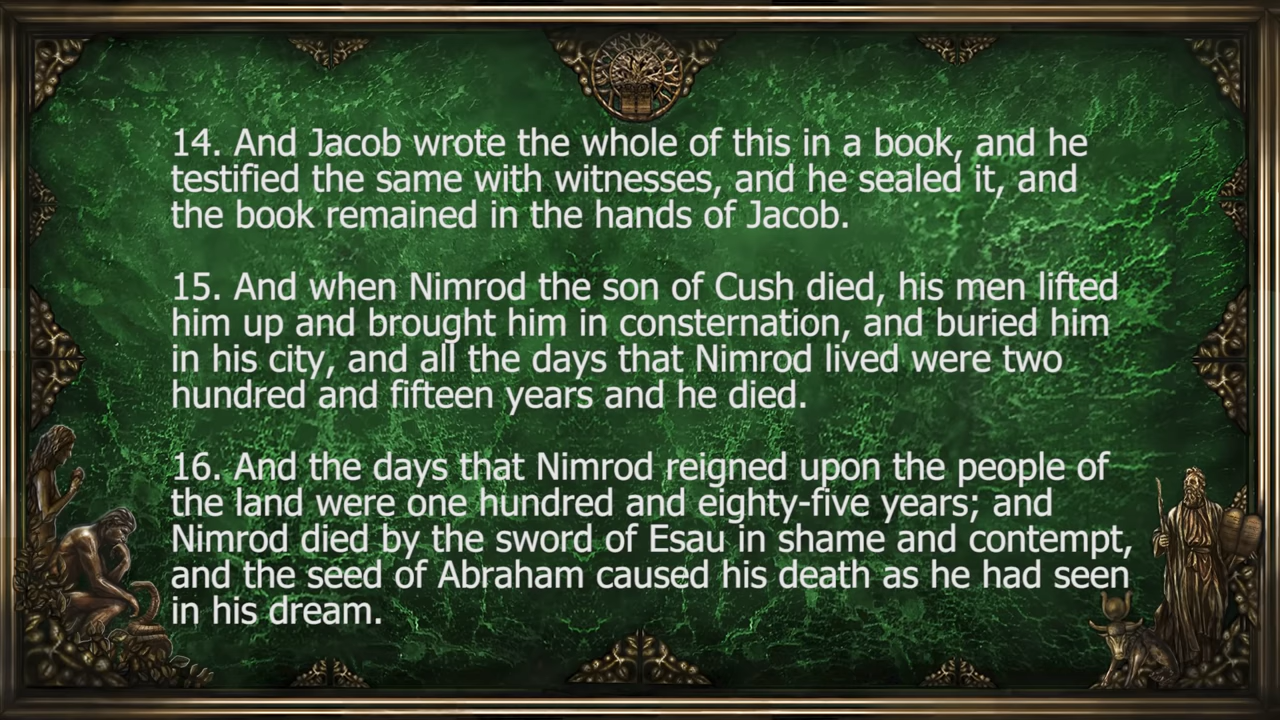 14. And Jacob wrote the whole of this in a book, and he
testified the same with witnesses, and he sealed it, and
the book remained in the hands of Jacob.
15. And when Nimrod the son of Cush died, his men lifted
him up and brought him in consternation, and buried him
in his city, and all the days that Nimrod lived were two
hundred and fifteen years and he died.
16. And the days that Nimrod reigned upon the people of
the land were one hundred and eighty-five years; and
Nimrod died by the sword of Esau in shame and contempt,
and the seed of Abraham caused his death as he had seen
in his dream.